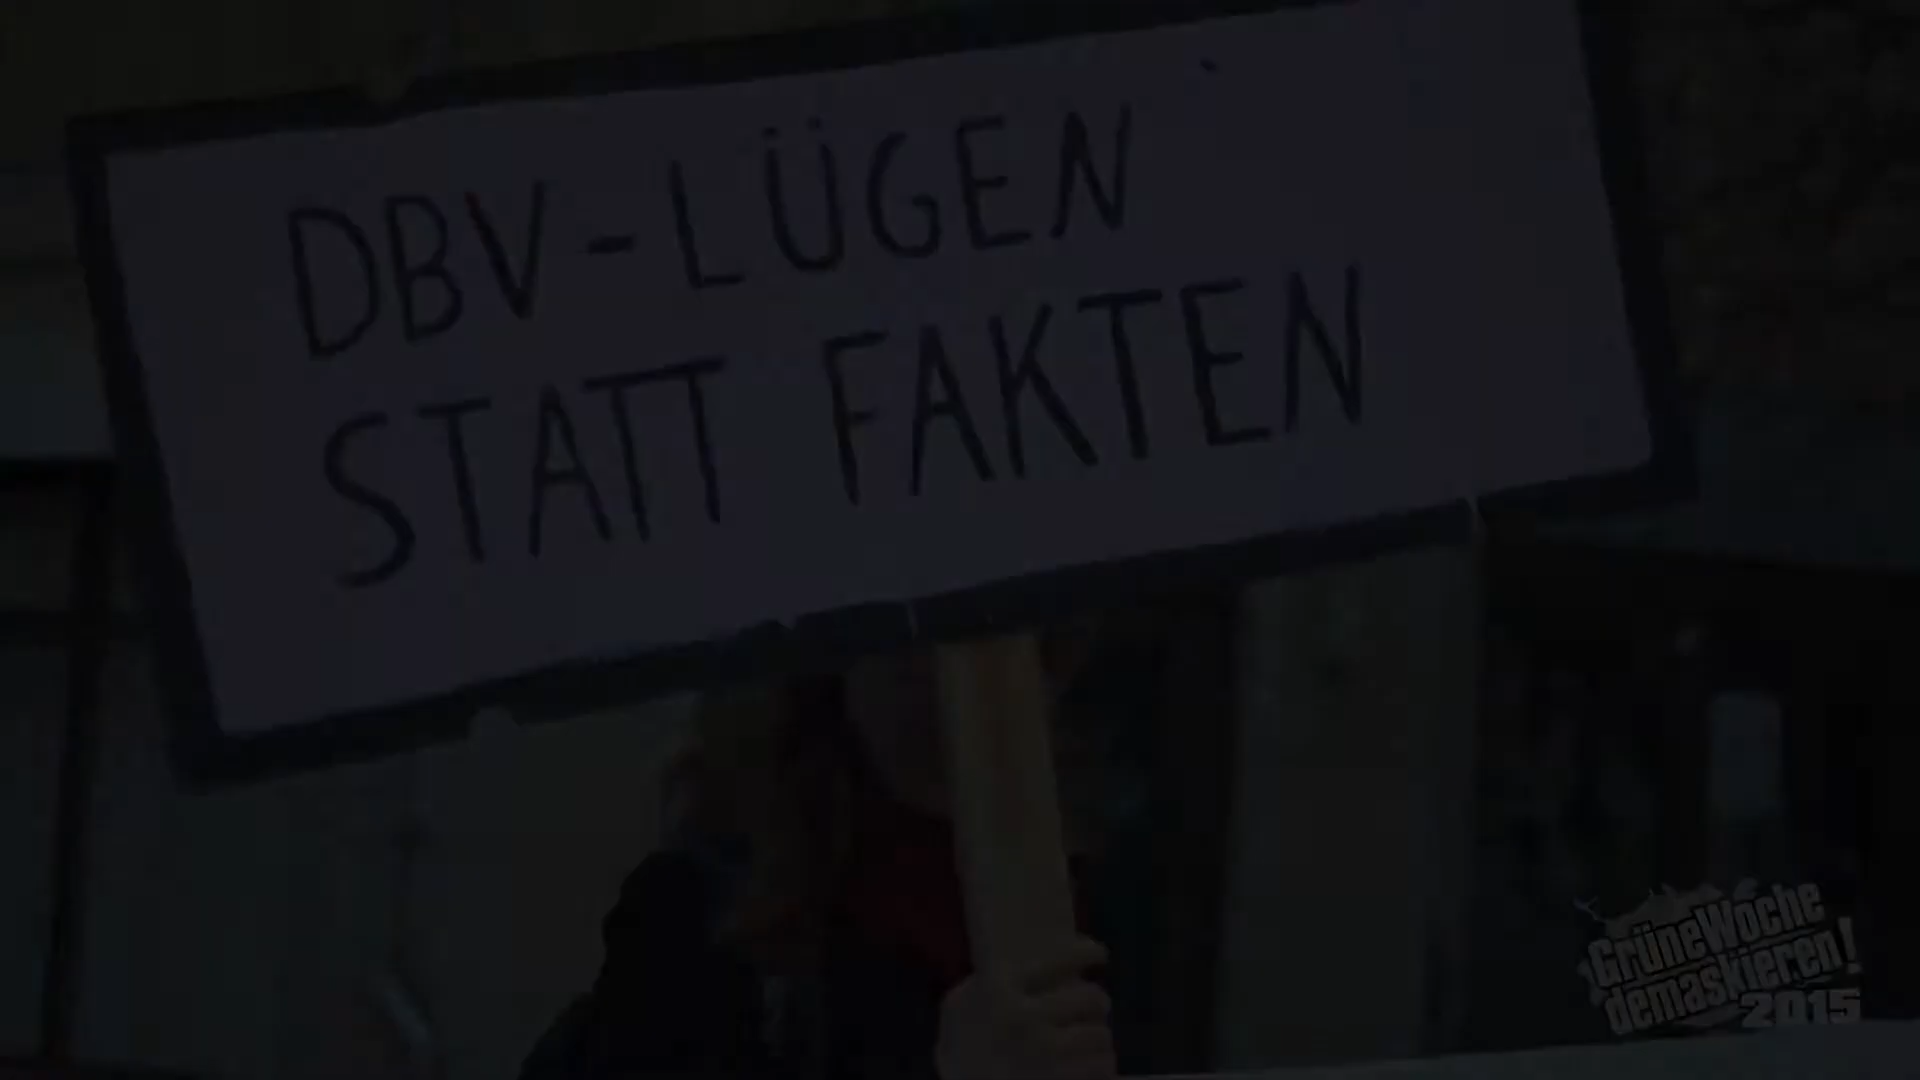 DBV-LÜGEN
STATT FAKTEN
GrüneWoche
demaskieren!
2015